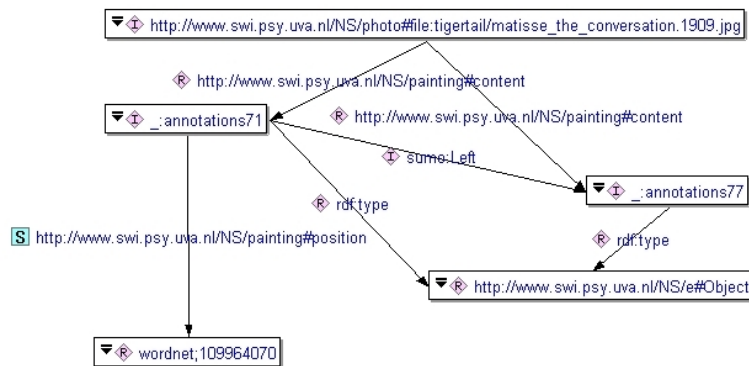 I http://www.swi.psy.uva.nl/NS/photo#file:tigertail/matisse_the_conversation.1909.jpg
R http://www.swi.psy.uva.nl/NS/painting#content
R http://www.swi.psy.uva.nl/NS/painting#content
I _:annotations71
I sumo:Left
I _:annotations77
R rdf:type
S http://www.swi.psy.uva.nl/NS/painting#position
R rdf:type
R http://www.swi.psy.uva.nl/NS/e#Object
R wordnet;109964070